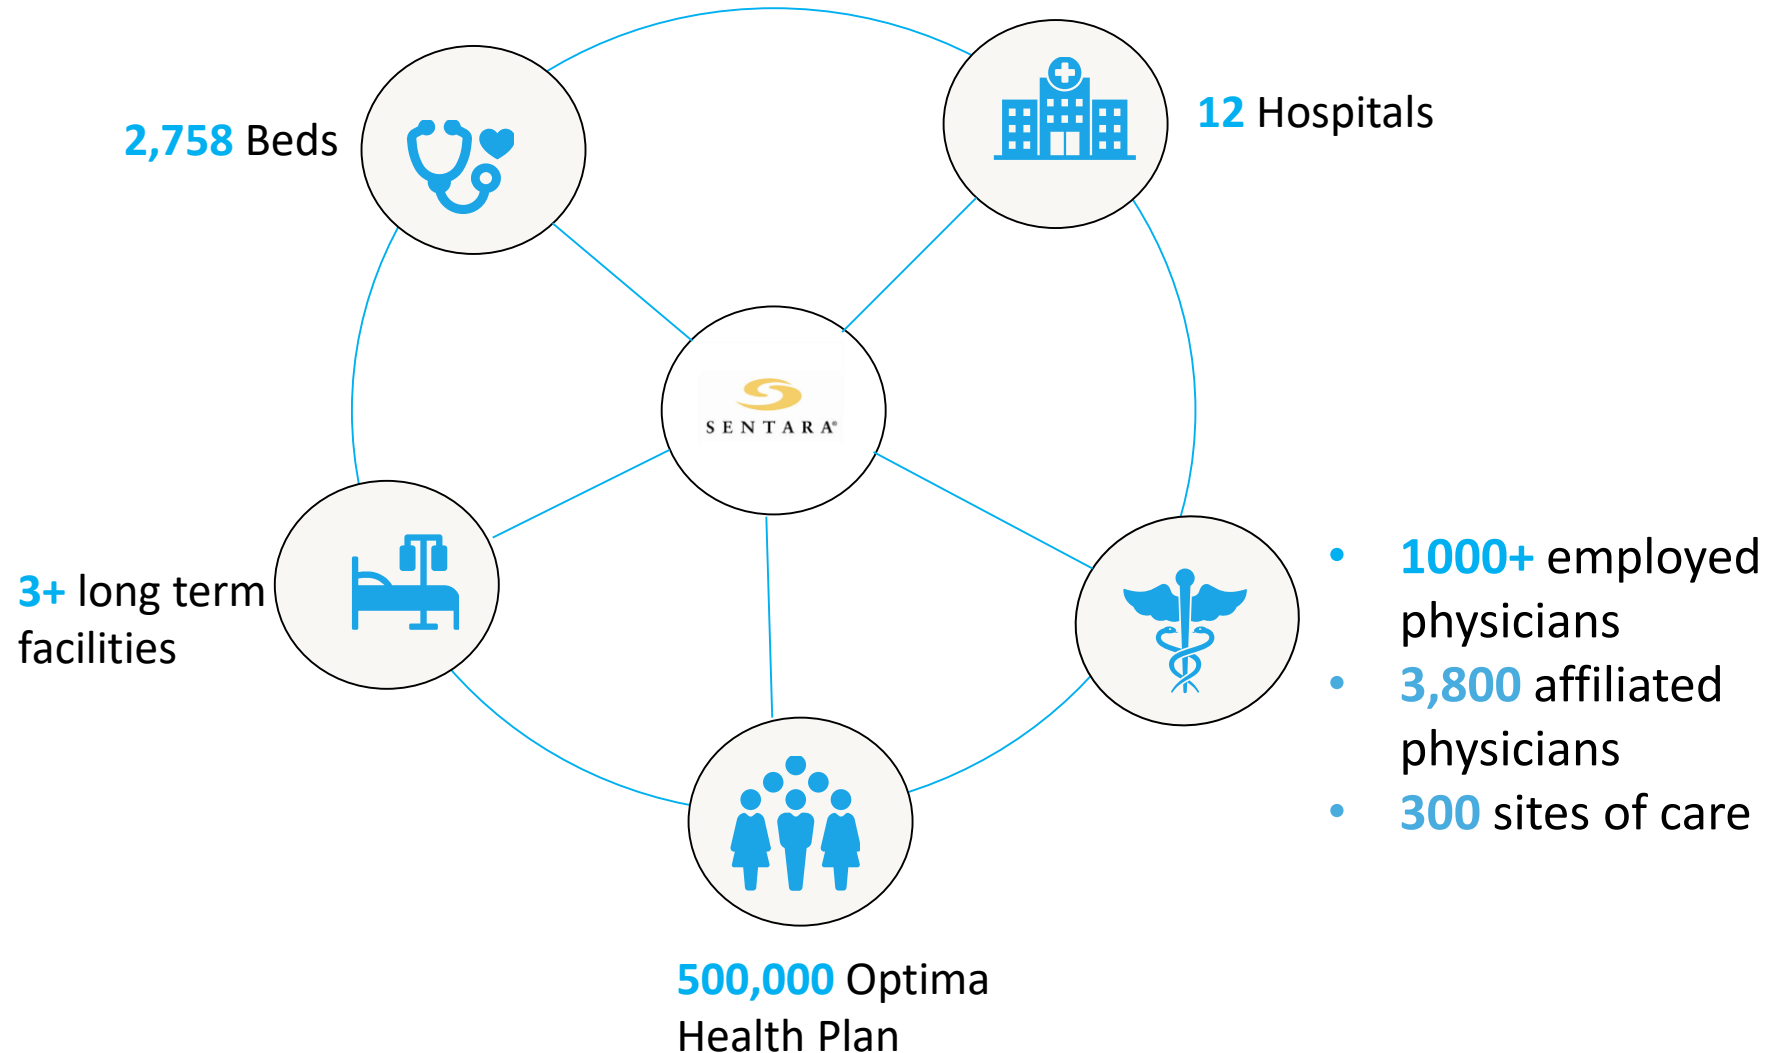 12 Hospitals
2,758 Beds
SENTARA®
• 1000+ employed
physicians
• 3,800 affiliated
physicians
• 300 sites of care
3+ long term
facilities
500,000 Optima
Health Plan